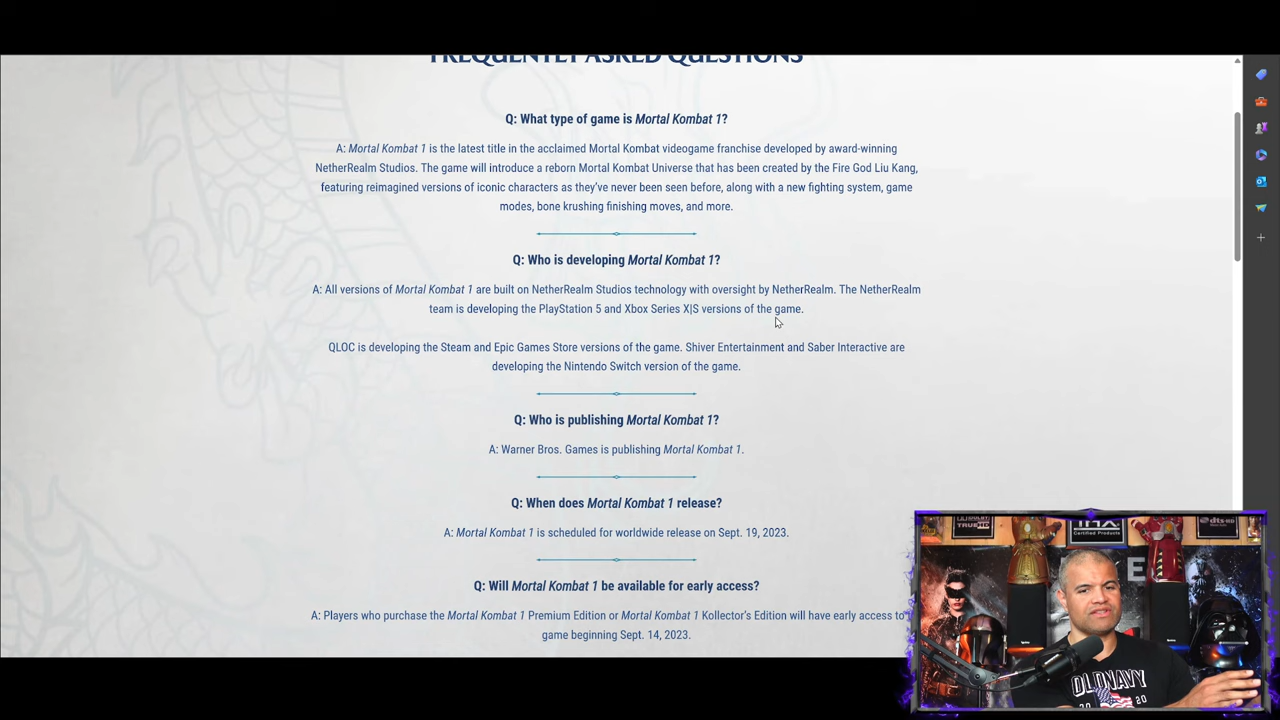 FREQUENTLY ASKED QUESTIONS
Q: What type of game is Mortal Kombat 1?
A: Mortal Kombat 1 is the latest title in the acclaimed Mortal Kombat videogame franchise developed by award-winning
NetherRealm Studios. The game will introduce a reborn Mortal Kombat Universe that has been created by the Fire God Liu Kang,
featuring reimagined versions of iconic characters as they've never been seen before, along with a new fighting system, game
modes, bone krushing finishing moves, and more.
Q: Who is developing Mortal Kombat 1?
A: All versions of Mortal Kombat 1 are built on NetherRealm Studios technology with oversight by NetherRealm. The NetherRealm
team is developing the PlayStation 5 and Xbox Series X|S versions of the game.
QLOC is developing the Steam and Epic Games Store versions of the game. Shiver Entertainment and Saber Interactive are
developing the Nintendo Switch version of the game.
Q: Who is publishing Mortal Kombat 1?
A: Warner Bros. Games is publishing Mortal Kombat 1.
Q: When does Mortal Kombat 1 release?
A: Mortal Kombat 1 is scheduled for worldwide release on Sept. 19, 2023.
Q: Will Mortal Kombat 1 be available for early access?
A: Players who purchase the Mortal Kombat 1 Premium Edition or Mortal Kombat 1 Kollector's Edition will have early access to
game beginning Sept. 14, 2023.
TRUEHD
Certified Products
dts-HD
OLDNAVY
20 20